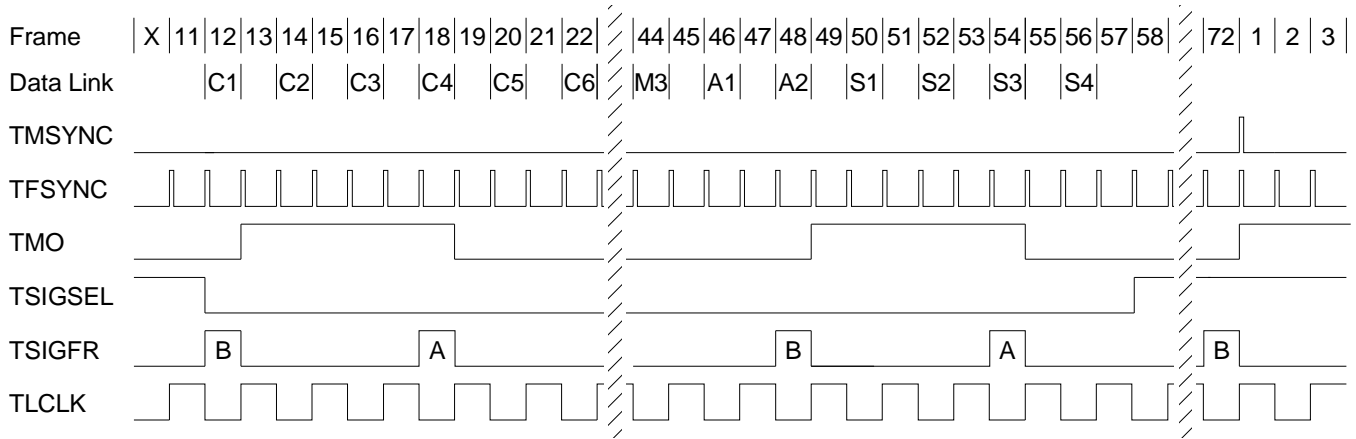 Frame X 11 12 13 14 15 16 17 18 19 20 21 22 44 45 46 47 48 49 50 51 52 53 54 55 56 57 58 72 1 2 3
Data Link C1 C2 C3 C4 C5 C6 M3 A1 A2 S1 S2 S3 S4
TMSYNC
TFSYNC
TMO
TSIGSEL
TSIGFR B A B A B
TLCLK